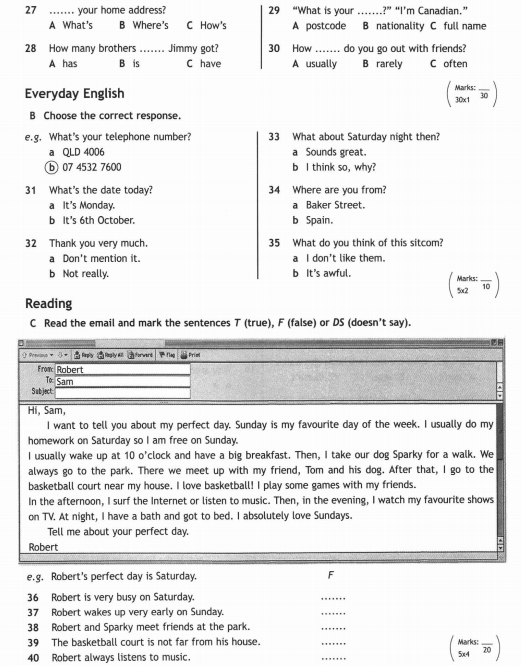 27 ....... your home address?
A What's B Where's C How's
28 How many brothers ....... Jimmy got?
A has B is C have
29 "What is your .......?" "I'm Canadian."
A postcode B nationality C full name
30 How ....... do you go out with friends?
A usually B rarely C often
Marks: __
30x1 30
Everyday English
B Choose the correct response.
e.g. What's your telephone number?
a QLD 4006
b 07 4532 7600
31 What's the date today?
a It's Monday.
b It's 6th October.
32 Thank you very much.
a Don't mention it.
b Not really.
33 What about Saturday night then?
a Sounds great.
b I think so, why?
34 Where are you from?
a Baker Street.
b Spain.
35 What do you think of this sitcom?
a I don't like them.
b It's awful.
Marks: __
5x2 10
Reading
C Read the email and mark the sentences T (true), F (false) or DS (doesn't say).
Previous Reply Reply All Forward Flag Print
From: Robert
To: Sam
Subject:
Hi, Sam,
I want to tell you about my perfect day. Sunday is my favourite day of the week. I usually do my
homework on Saturday so I am free on Sunday.
I usually wake up at 10 o'clock and have a big breakfast. Then, I take our dog Sparky for a walk. We
always go to the park. There we meet up with my friend, Tom and his dog. After that, I go to the
basketball court near my house. I love basketball! I play some games with my friends.
In the afternoon, I surf the Internet or listen to music. Then, in the evening, I watch my favourite shows
on TV. At night, I have a bath and got to bed. I absolutely love Sundays.
Tell me about your perfect day.
Robert
e.g. Robert's perfect day is Saturday. F
36 Robert is very busy on Saturday. .......
37 Robert wakes up very early on Sunday. .......
38 Robert and Sparky meet friends at the park. .......
39 The basketball court is not far from his house. .......
40 Robert always listens to music. .......
Marks: __
5x4 20